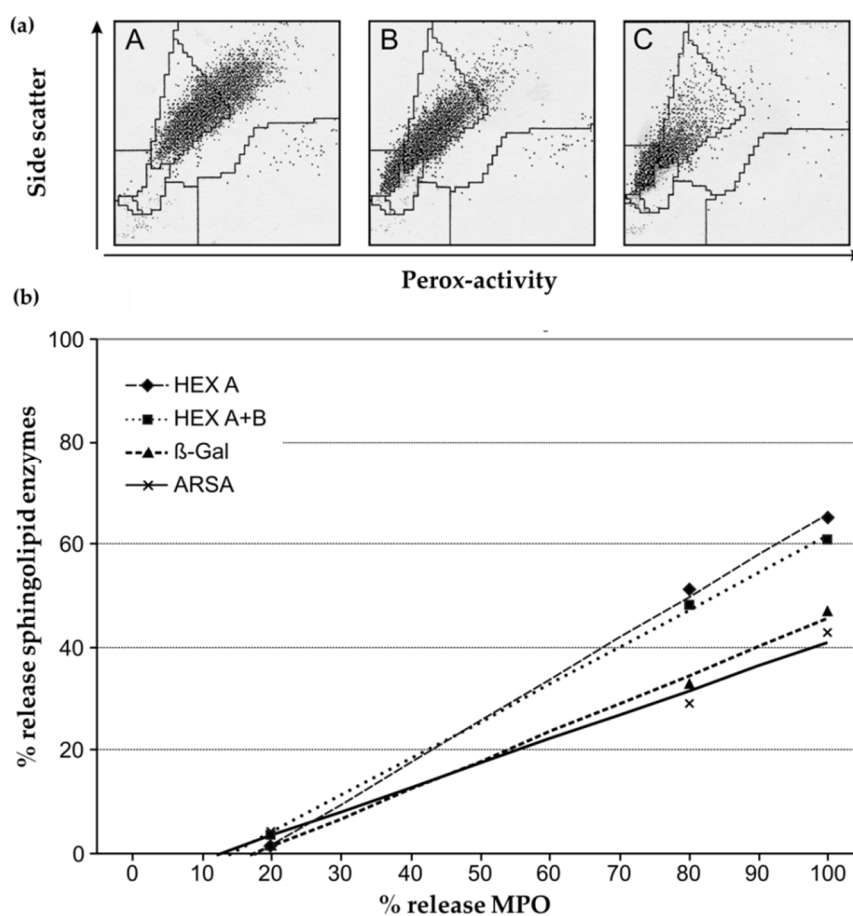 (a)
A B C
Side scatter
Perox-activity
(b)
100
80
60
40
20
0
HEX A
HEX A+B
ß-Gal
ARSA
% release sphingolipid enzymes
0 10 20 30 40 50 60 70 80 90 100
% release MPO